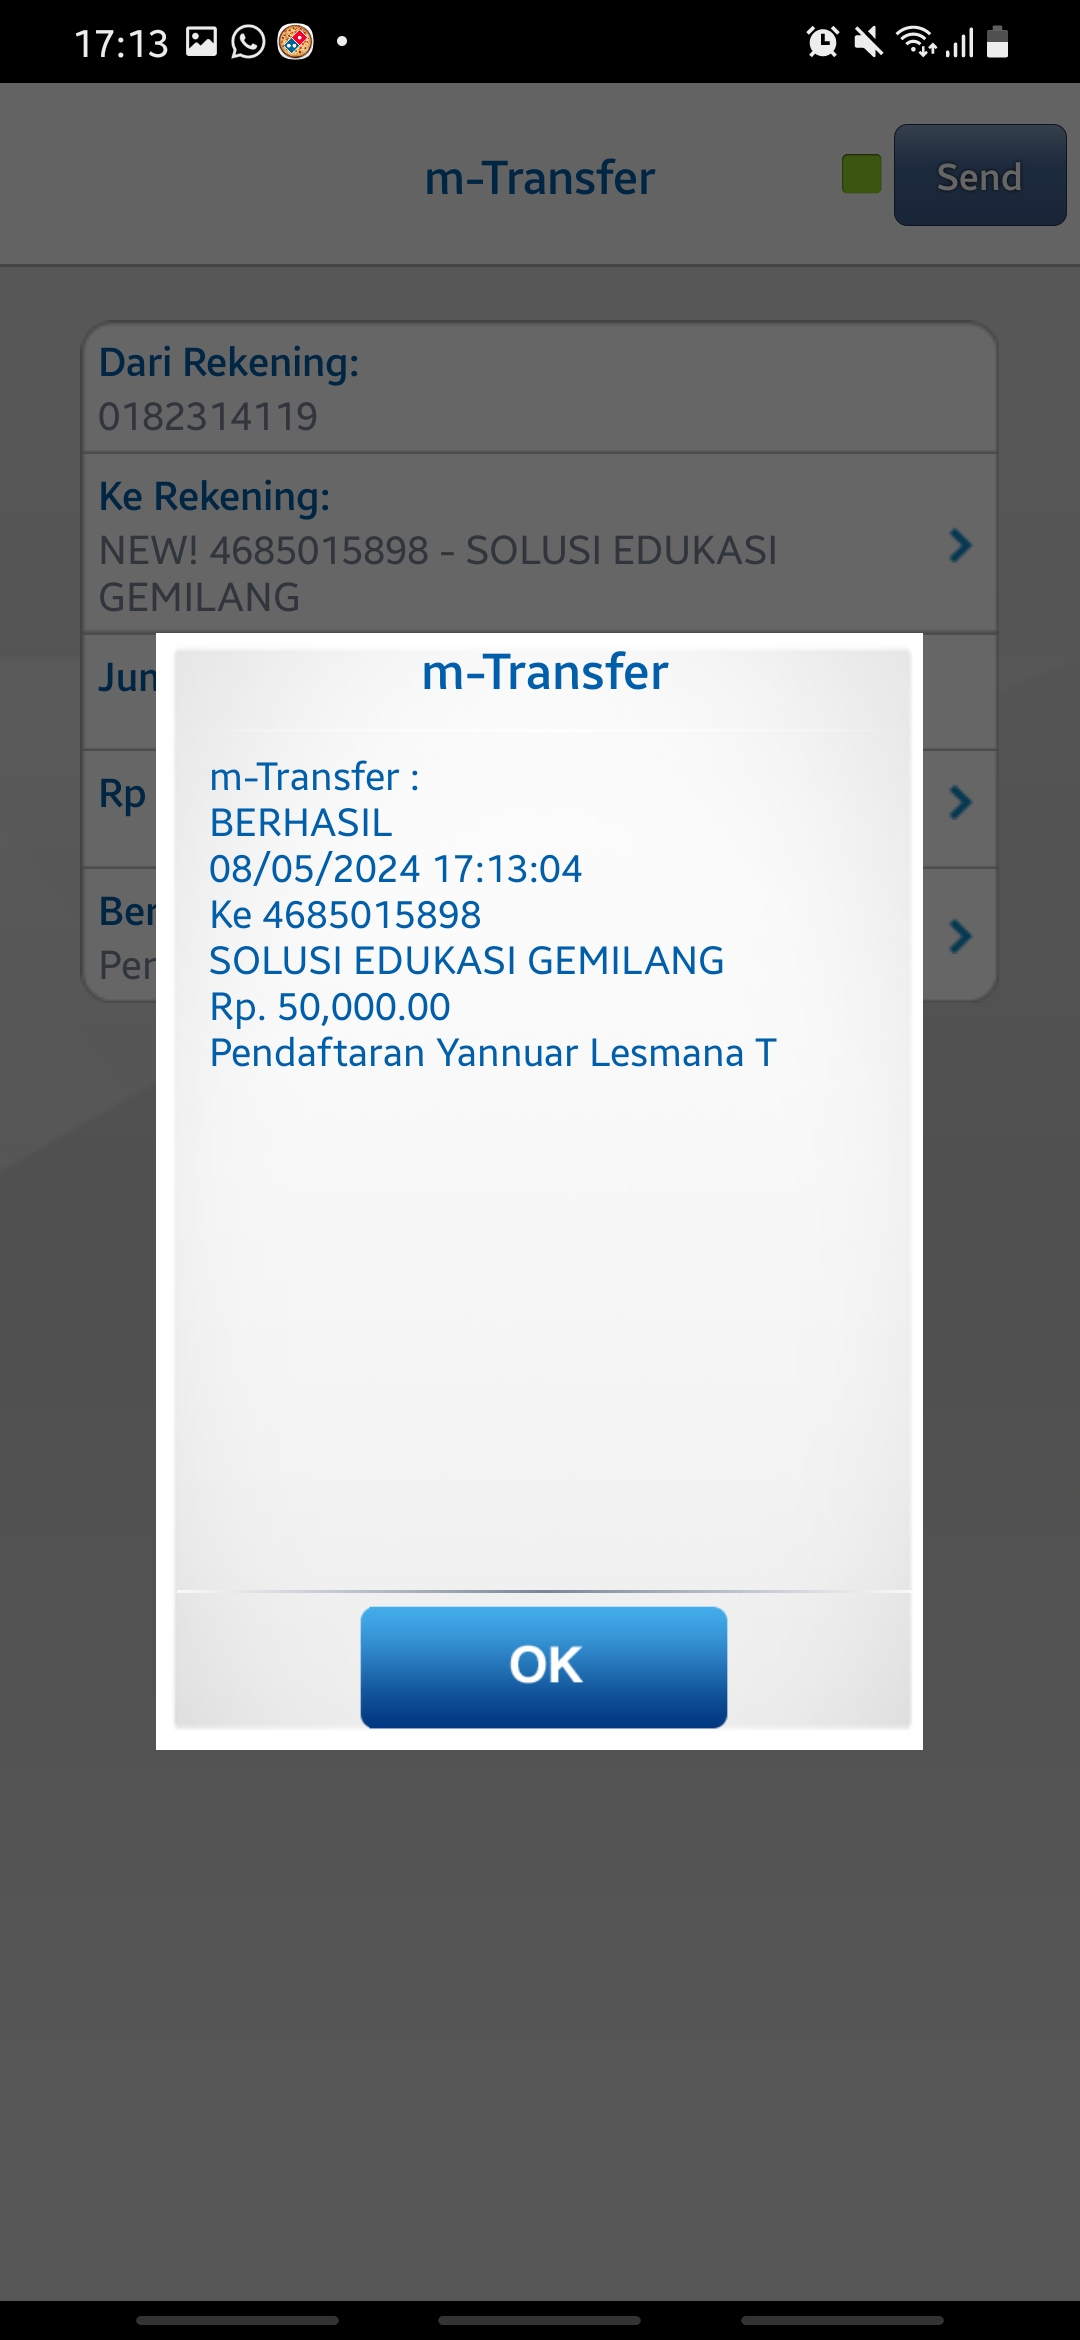 17:13
m-Transfer
Send
Dari Rekening:
0182314119
Ke Rekening:
NEW! 4685015898 - SOLUSI EDUKASI
GEMILANG
Jun
Rp
Ber
Per
m-Transfer
m-Transfer :
BERHASIL
08/05/2024 17:13:04
Ke 4685015898
SOLUSI EDUKASI GEMILANG
Rp. 50,000.00
Pendaftaran Yannuar Lesmana T
OK